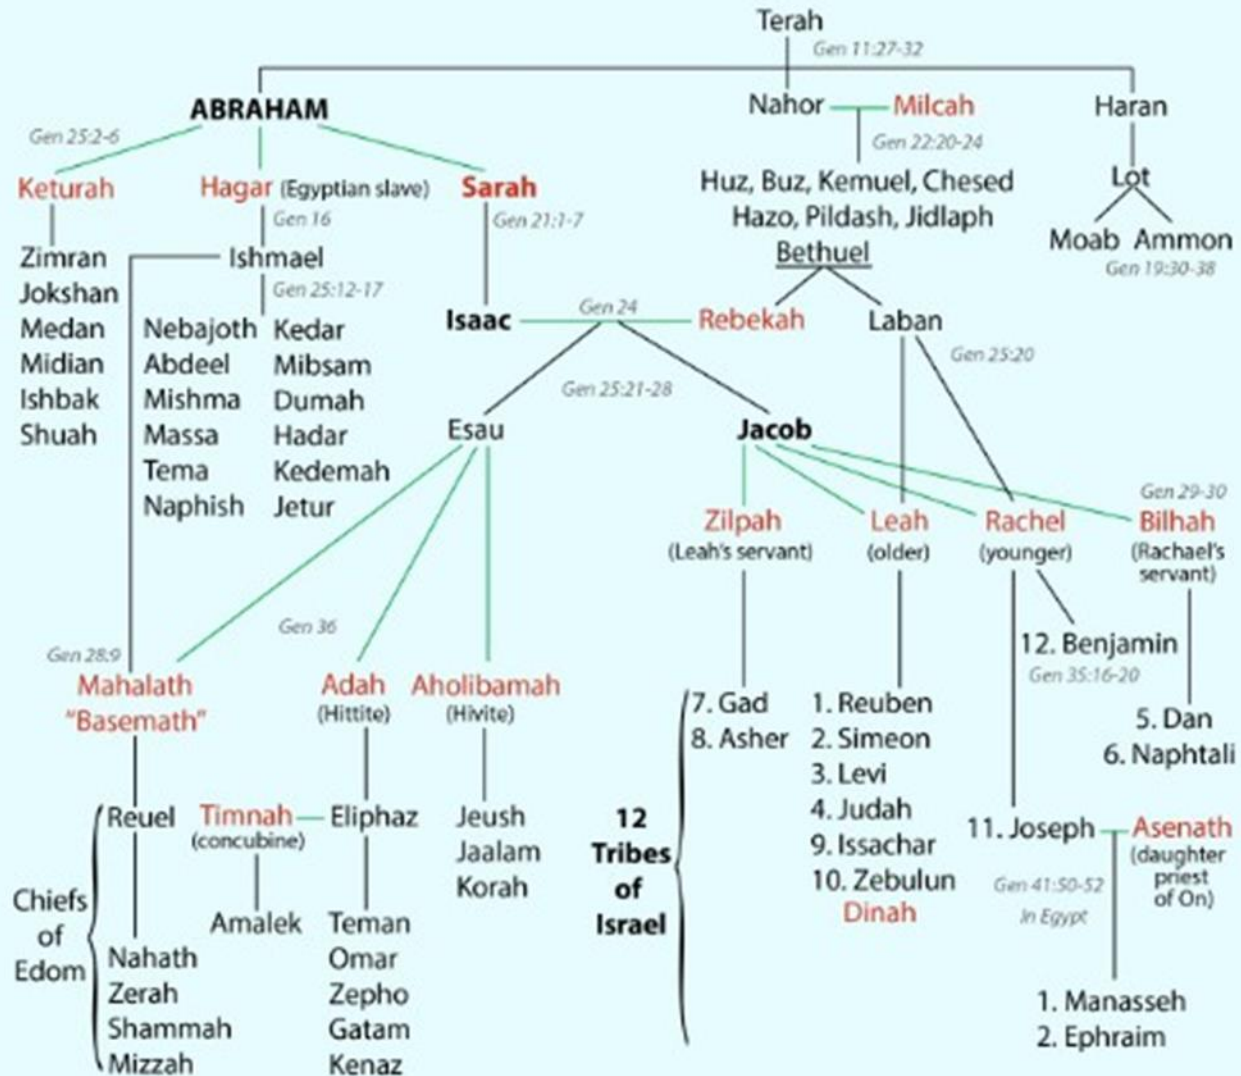 Terah
Gen 11:27-32
ABRAHAM
Nahor
Milcah
Haran
Gen 25:2-6
Gen 22:20-24
Keturah
Hagar (Egyptian slave)
Sarah
Huz, Buz, Kemuel, Chesed
Hazo, Pildash, Jidlaph
Bethuel
Lot
Moab Ammon
Gen 19:30-38
Gen 16
Gen 21:1-7
Zimran
Jokshan
Medan
Midian
Ishbak
Shuah
Ishmael
Gen 25:12-17
Nebajoth Kedar
Abdeel Mibsam
Mishma Dumah
Massa Hadar
Tema Kedemah
Naphish Jetur
Isaac
Gen 24
Rebekah
Laban
Gen 25:20
Gen 25:21-28
Esau
Jacob
Gen 29-30
Zilpah
(Leah's servant)
Leah
(older)
Rachel
(younger)
Bilhah
(Rachael's
servant)
Gen 36
Gen 28:9
Mahalath
"Basemath"
Adah
(Hittite)
Aholibamah
(Hivite)
12. Benjamin
Gen 35:16-20
7. Gad
8. Asher
1. Reuben
2. Simeon
3. Levi
4. Judah
9. Issachar
10. Zebulun
Dinah
5. Dan
6. Naphtali
Reuel
Timnah
(concubine)
Eliphaz
Jeush
Jaalam
Korah
12
Tribes
of
Israel
11. Joseph
Asenath
(daughter
priest
of On)
Gen 41:50-52
In Egypt
Chiefs
of
Edom
Amalek
Teman
Omar
Zepho
Gatam
Kenaz
Nahath
Zerah
Shammah
Mizzah
1. Manasseh
2. Ephraim